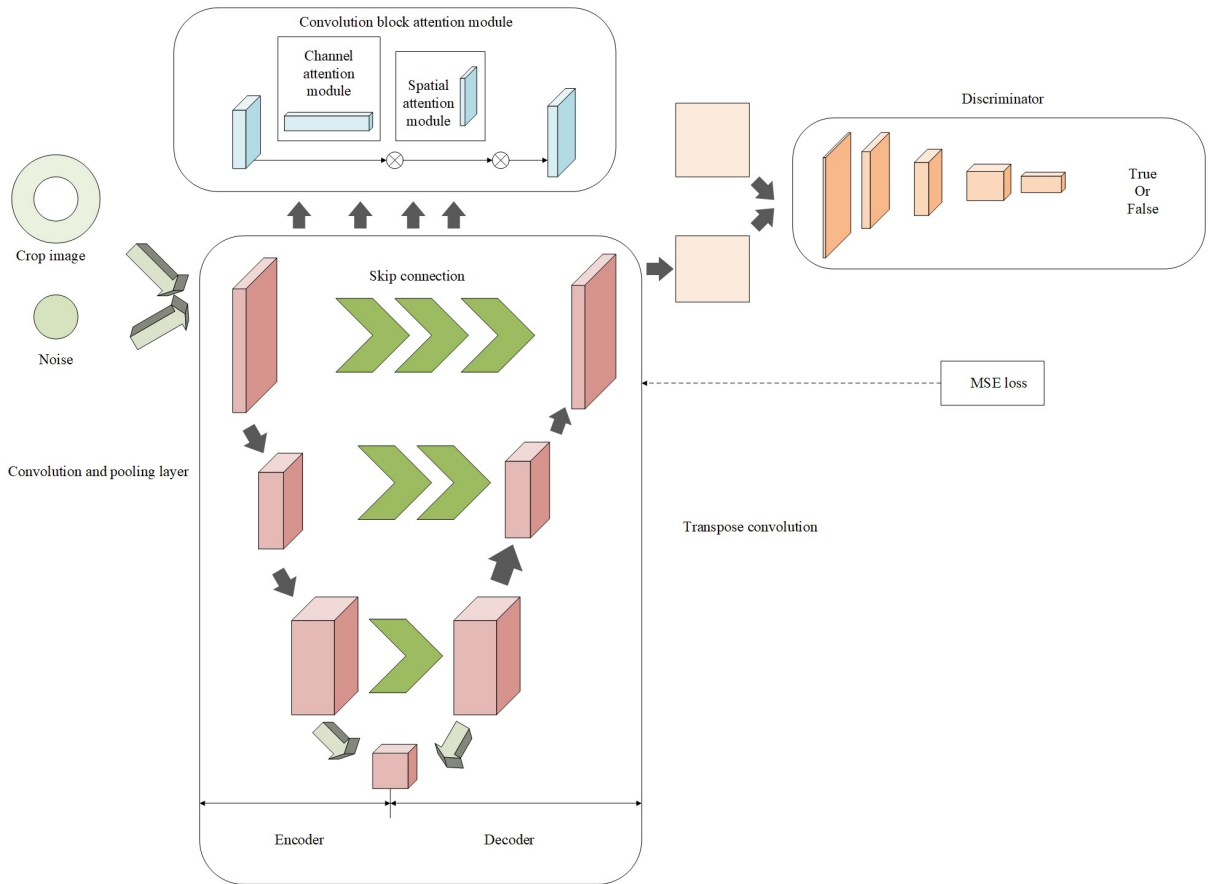 Convolution block attention module
Channel
attention
module
Spatial
attention
module
Discriminator
True
Or
False
Crop image
Noise
Skip connection
MSE loss
Convolution and pooling layer
Transpose convolution
Encoder
Decoder